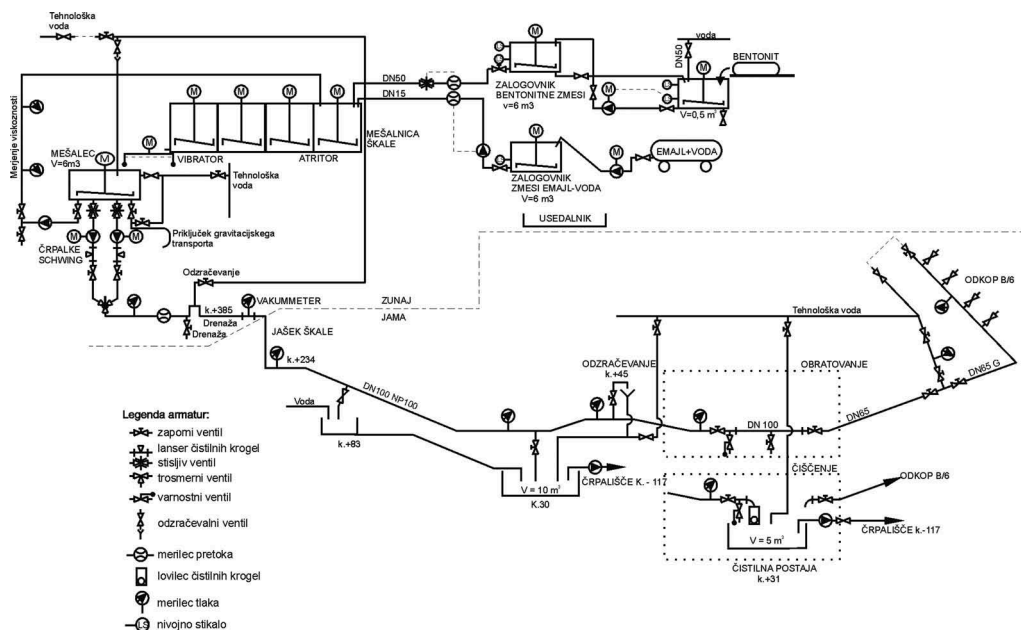 Tehnološka
voda
M
DN50
DN15
LS
ZALOGOVNIK
BENTONITNE ZMESI
v=6 m3
voda
DN50
BENTONIT
V=0,5 m³
ZALOGOVNIK
ZMESI EMAJL-VODA
V=6 m3
EMAJL+VODA
USEDALNIK
Merjenje viskoznosti
MEŠALNICA
ŠKALE
VIBRATOR
ATRITOR
MEŠALEC
V=6m3
Tehnološka
voda
Priključek gravitacijskega
transporta
ČRPALKE
SCHWING
Odzračevanje
k.+385
Drenaža
Drenaža
VAKUMMETER
ZUNAJ
JAMA
JAŠEK ŠKALE
k.+234
DN100 NP100
Voda
k.+83
V = 10 m³
K.30
ČRPALIŠČE K. - 117
ODZRAČEVANJE
k.+45
Tehnološka voda
OBRATOVANJE
DN 100
DN65
DN65 G
ODKOP B/6
ČIŠČENJE
ODKOP B/6
V = 5 m³
ČRPALIŠČE k.-117
ČISTILNA POSTAJA
k.+31
Legenda armatur:
zaporni ventil
lanser čistilnih krogel
stisljiv ventil
trosmerni ventil
varnostni ventil
odzračevalni ventil
merilec pretoka
lovilec čistilnih krogel
merilec tlaka
LS nivojno stikalo